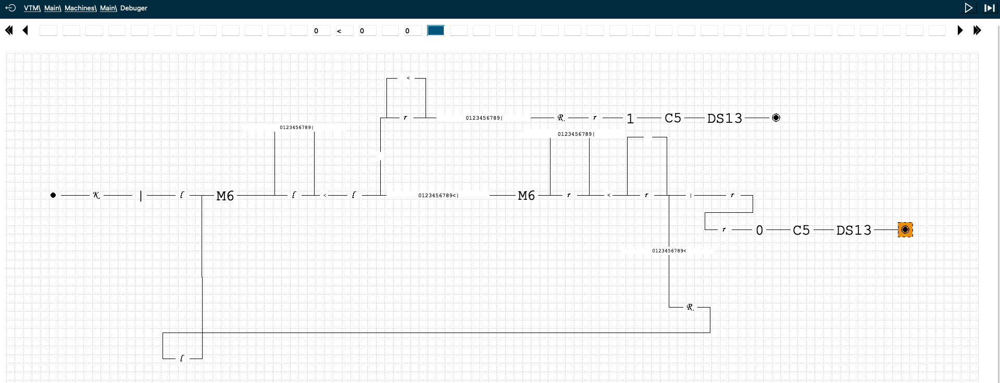 VTM\ Main\ Machines\ Main\ Debuger
0 < 0 0
<
r 0123456789| R r 1 C5 DS13
0123456789|
0123456789|
K | l M6 l < l 0123456789<| M6 r < r | r
r 0 C5 DS13
0123456789<
R
l